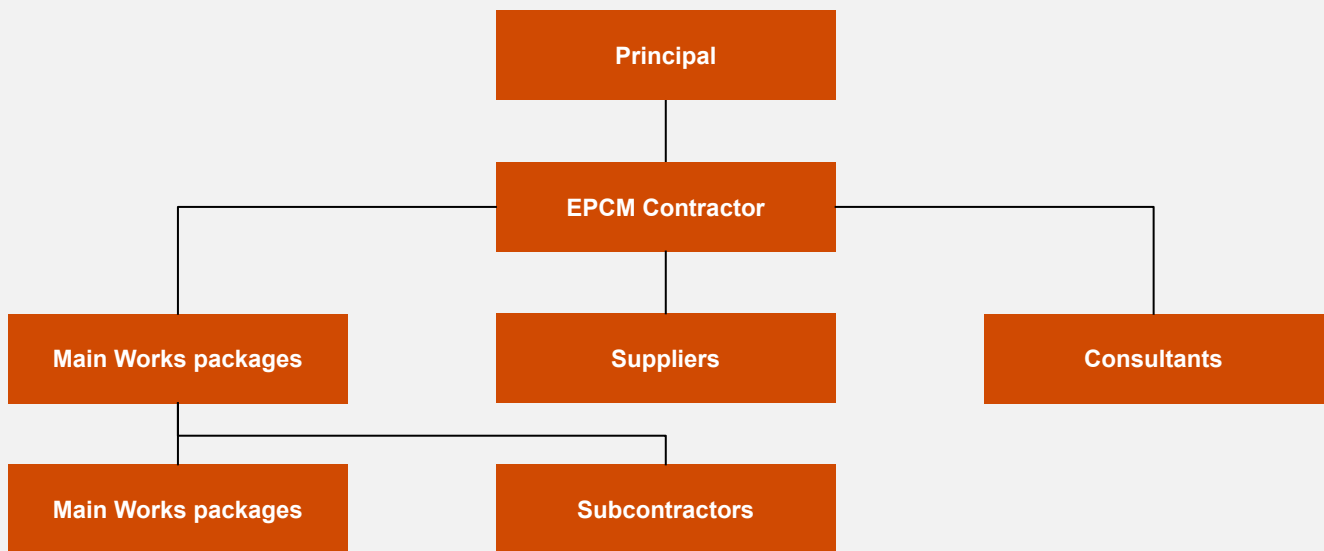 Principal
EPCM Contractor
Main Works packages
Suppliers
Consultants
Main Works packages
Subcontractors